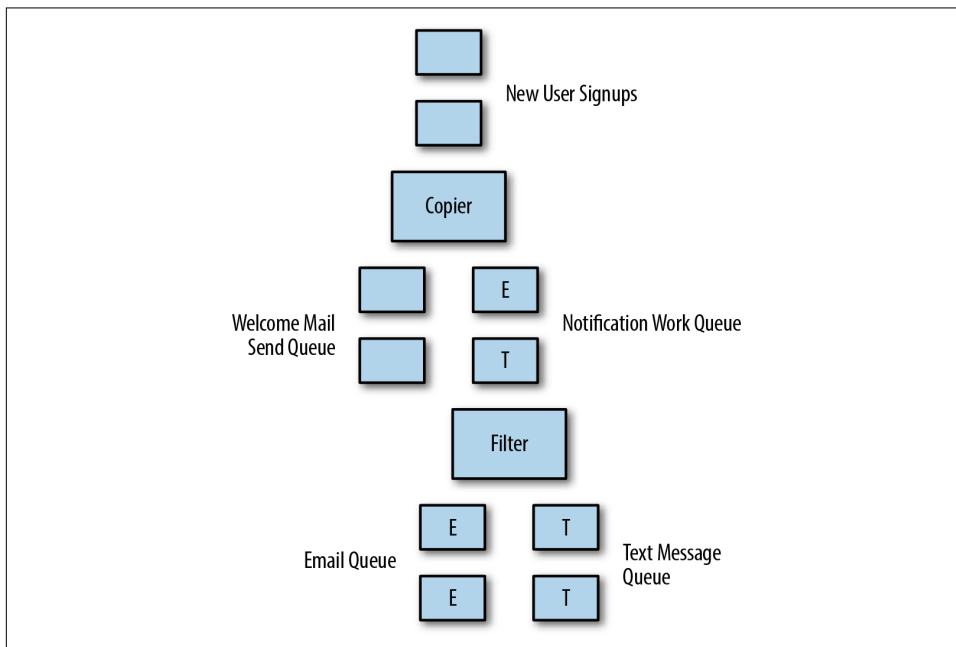 New User Signups
Copier
E
Welcome Mail
Send Queue
Notification Work Queue
T
Filter
E
T
Email Queue
Text Message
Queue
E
T